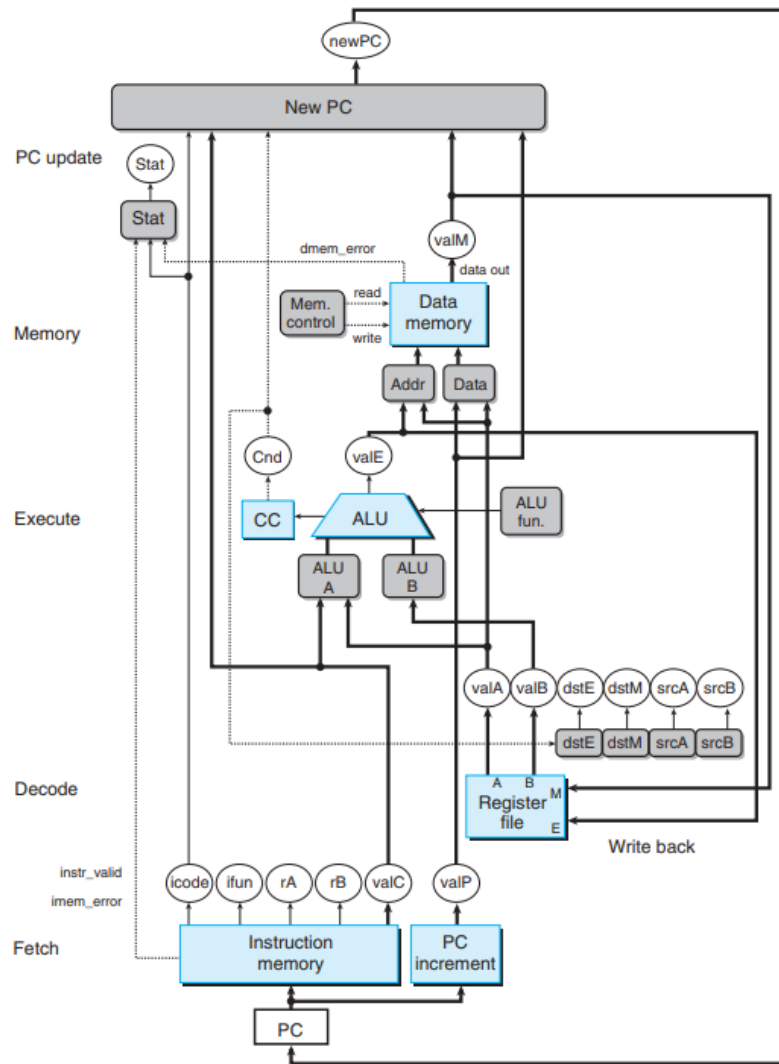 newPC
New PC
PC update
Stat
Stat
valM
dmem_error
data out
read
Mem.
control
Data
memory
Memory
write
Addr
Data
Cnd
valE
Execute
CC
ALU
ALU
fun.
ALU
A
ALU
B
valA
valB
dstE
dstM
srcA
srcB
dstE
dstM
srcA
srcB
Decode
A
B
M
Register
file
E
Write back
instr_valid
icode
ifun
rA
rB
valC
valP
imem_error
Fetch
Instruction
memory
PC
increment
PC